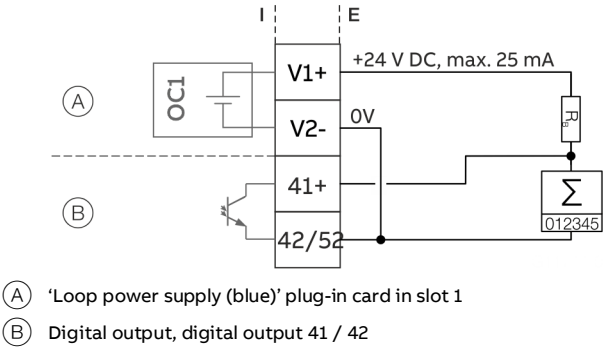 I E
V1+ +24 V DC, max. 25 mA
OC1
A
V2- 0V
R_B
41+
B
Σ
012345
42/52
A 'Loop power supply (blue)' plug-in card in slot 1
B Digital output, digital output 41 / 42